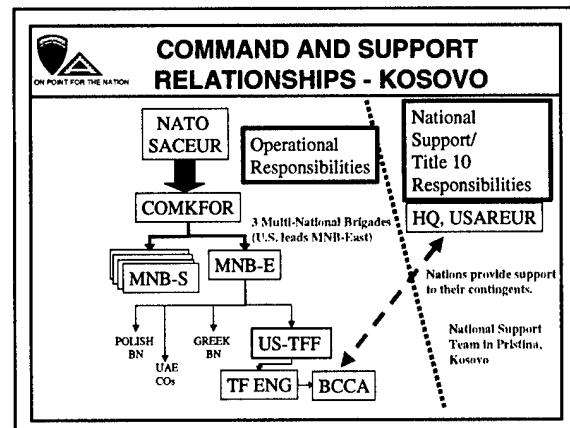 COMMAND AND SUPPORT
RELATIONSHIPS - KOSOVO
ON POINT FOR THE NATION
NATO
SACEUR
Operational
Responsibilities
National
Support/
Title 10
Responsibilities
COMKFOR
HQ, USAREUR
3 Multi-National Brigades
(U.S. leads MNB-East)
MNB-S
MNB-E
Nations provide support
to their contingents.
POLISH
BN
UAE
COs
GREEK
BN
US-TFF
National Support
Team in Pristina,
Kosovo
TF ENG
BCCA